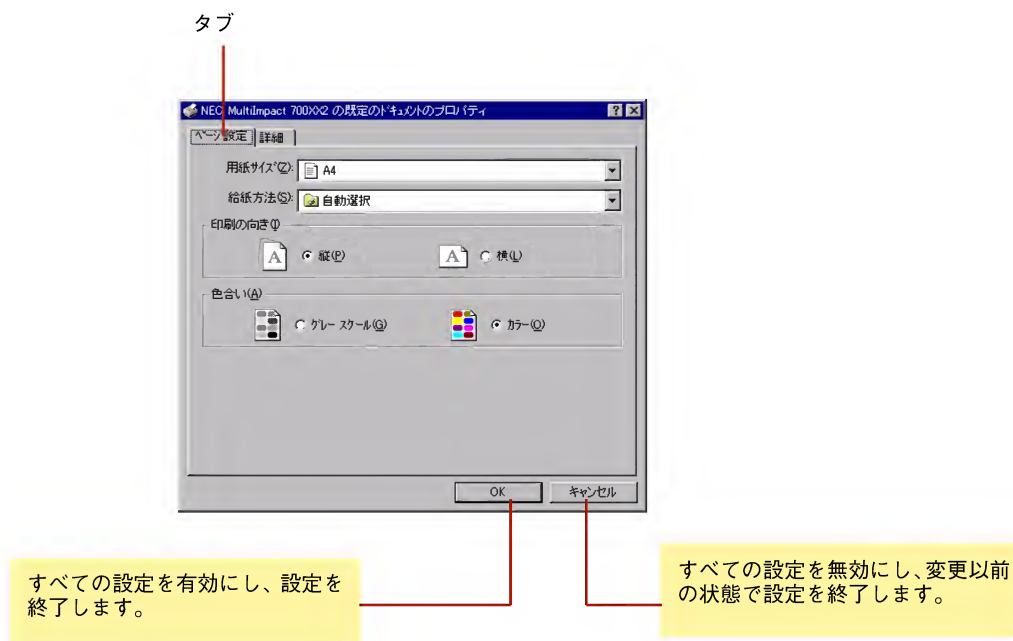 タブ
NEC MultiImpact 700XX2 の既定のドキュメントのプロパティ
ページ設定 詳細
用紙サイズ(Z): A4
給紙方法(S): 自動選択
印刷の向き(I)
A 縦(P) A 横(L)
色合い(A)
グレー スケール(G) カラー(O)
OK キャンセル
すべての設定を有効にし、設定を
終了します。
すべての設定を無効にし、変更以前
の状態で設定を終了します。